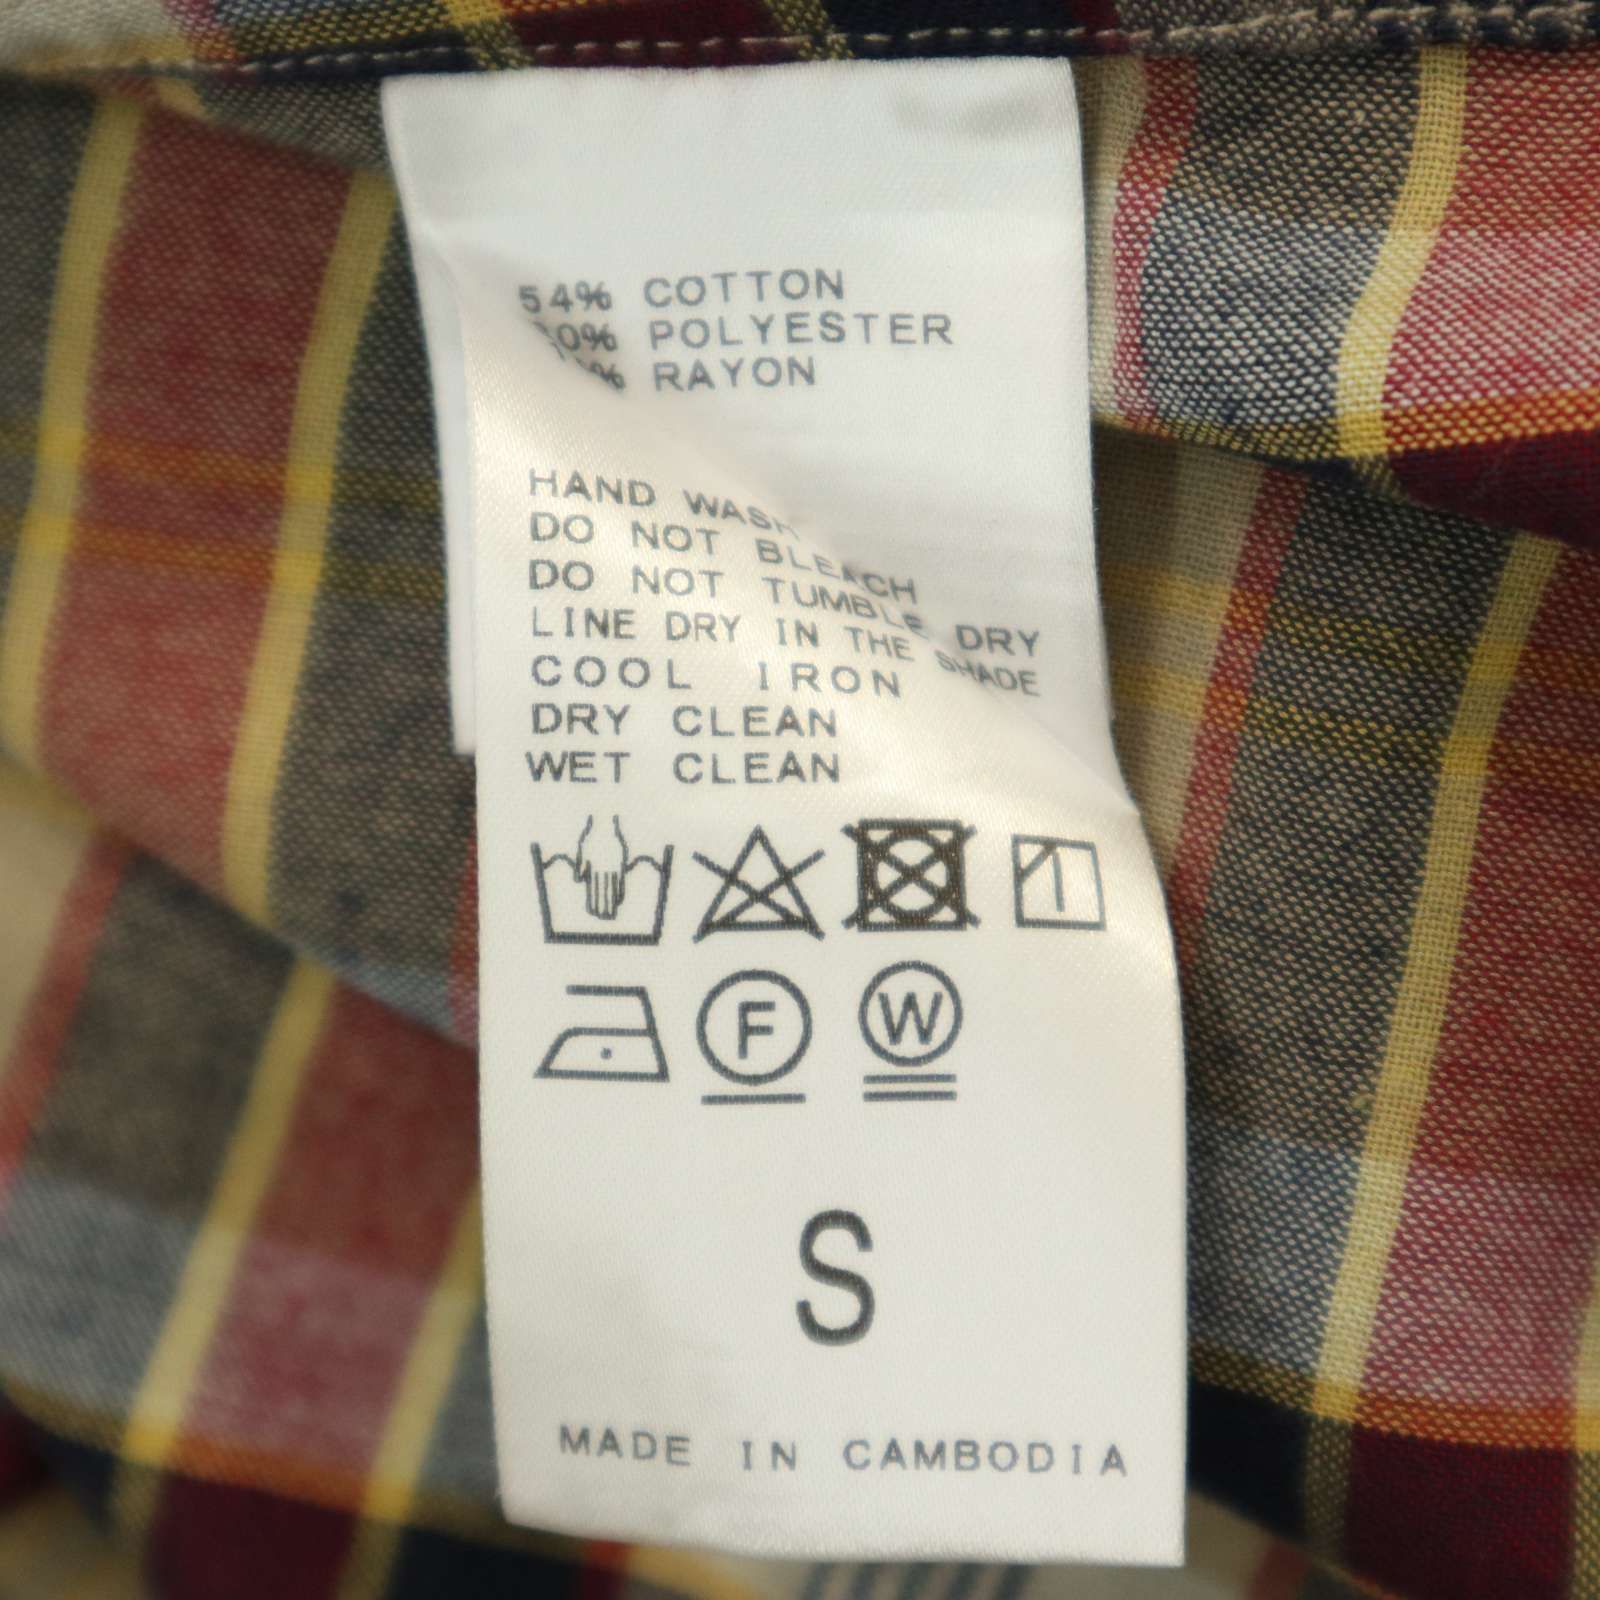 54% COTTON
POLYESTER
RAYON
HAND WASH
DO NOT BLEACH
DO NOT TUMBLE DRY
LINE DRY IN THE SHADE
COOL IRON
DRY CLEAN
WET CLEAN
F W
S
MADE IN CAMBODIA